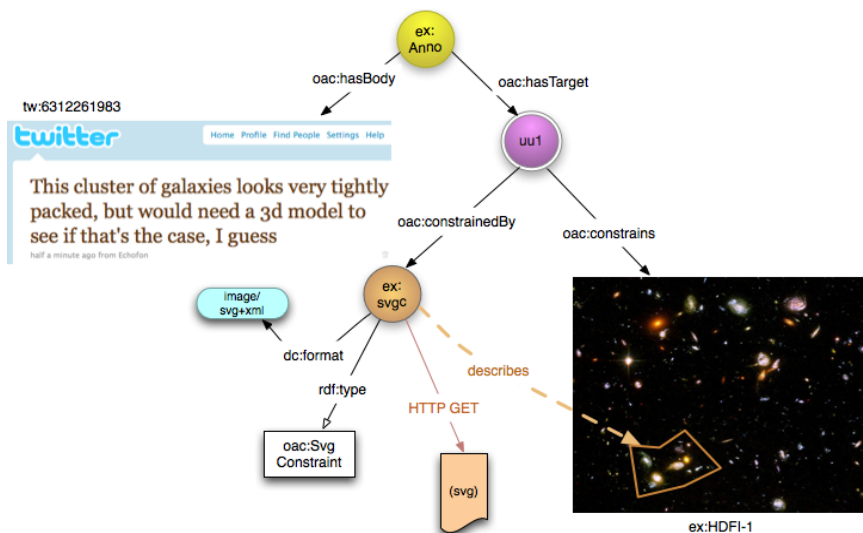 ex:
Anno
oac:hasBody
oac:hasTarget
tw:6312261983
twitter
Home Profile Find People Settings Help
uu1
This cluster of galaxies looks very tightly
packed, but would need a 3d model to
see if that's the case, I guess
half a minute ago from Echofon
oac:constrainedBy
oac:constrains
ex:
svgc
image/
svg+xml
dc:format
describes
rdf:type
HTTP GET
oac:Svg
Constraint
(svg)
ex:HDFI-1